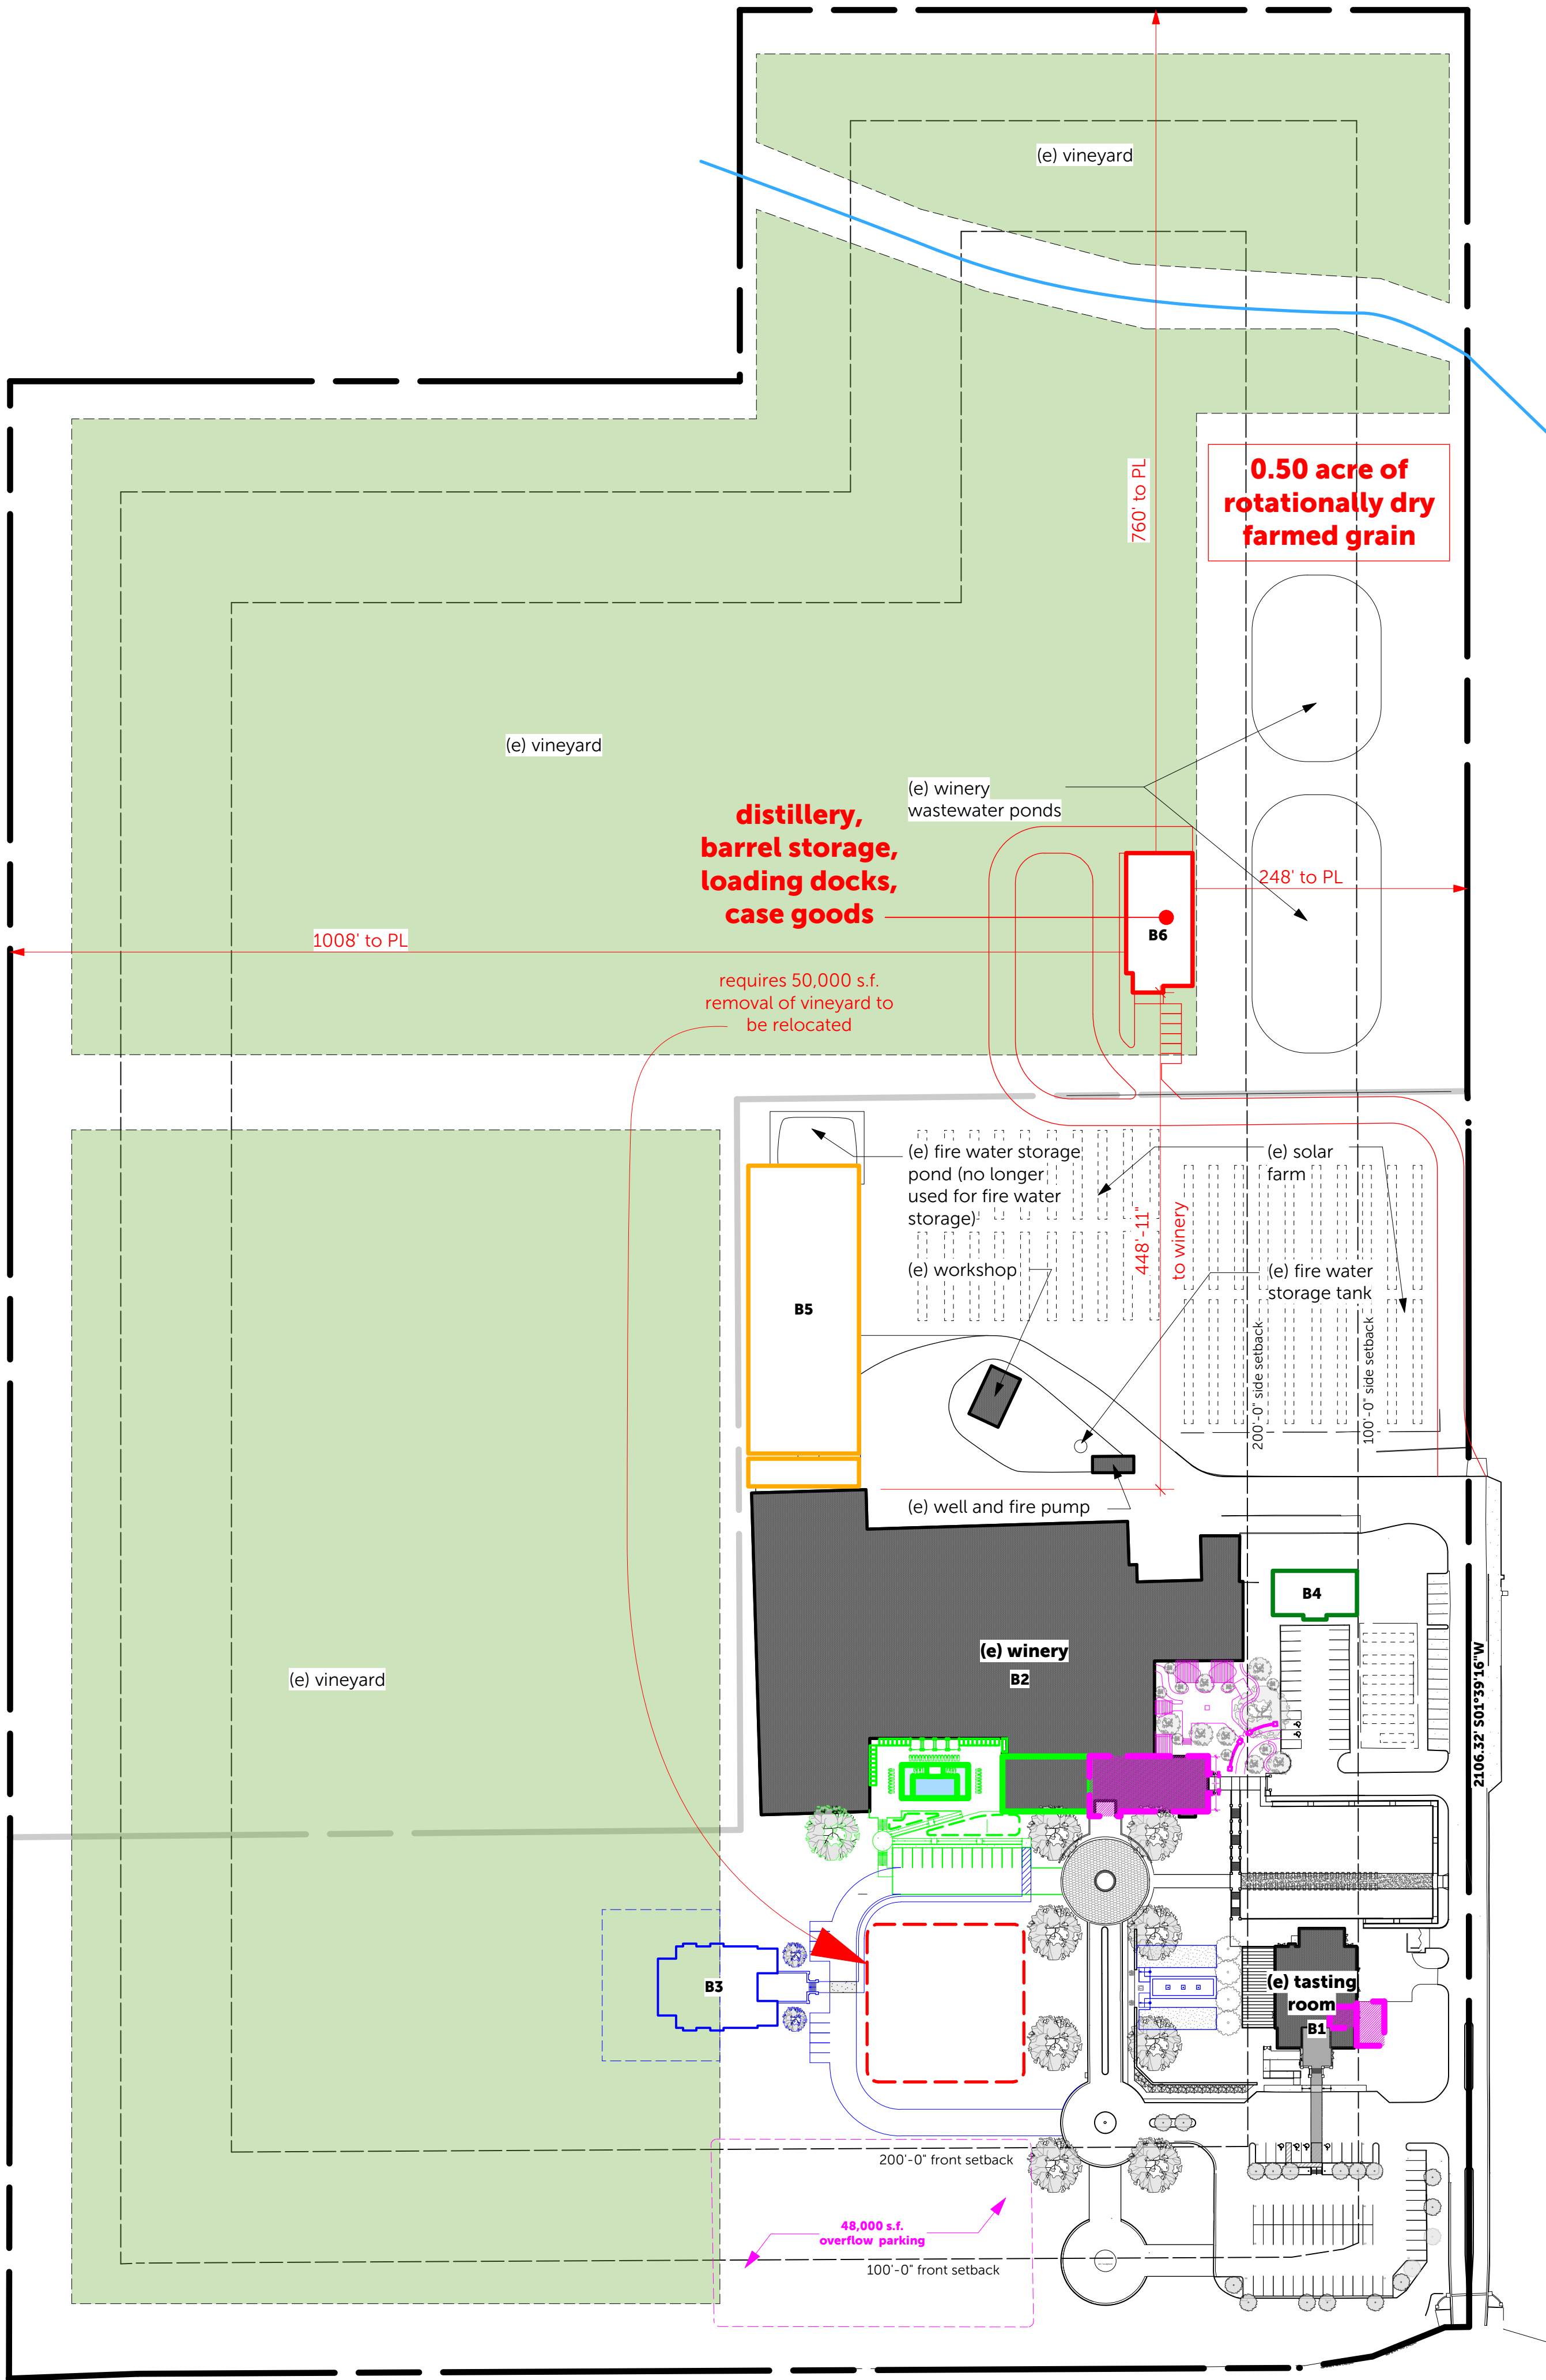 (e) vineyard
0.50 acre of
rotationally dry
farmed grain
760' to PL
(e) vineyard
(e) winery
wastewater ponds
distillery,
barrel storage,
loading docks,
case goods
248' to PL
B6
1008' to PL
requires 50,000 s.f.
removal of vineyard to
be relocated
(e) fire water storage
pond (no longer
used for fire water
storage)
(e) solar
farm
448'-11"
to winery
(e) workshop
(e) fire water
storage tank
B5
200'-0" side setback
100'-0" side setback
(e) well and fire pump
B4
(e) winery
B2
2106.32' S01°39'16"W
(e) vineyard
B3
(e) tasting
room
B1
200'-0" front setback
48,000 s.f.
overflow parking
100'-0" front setback